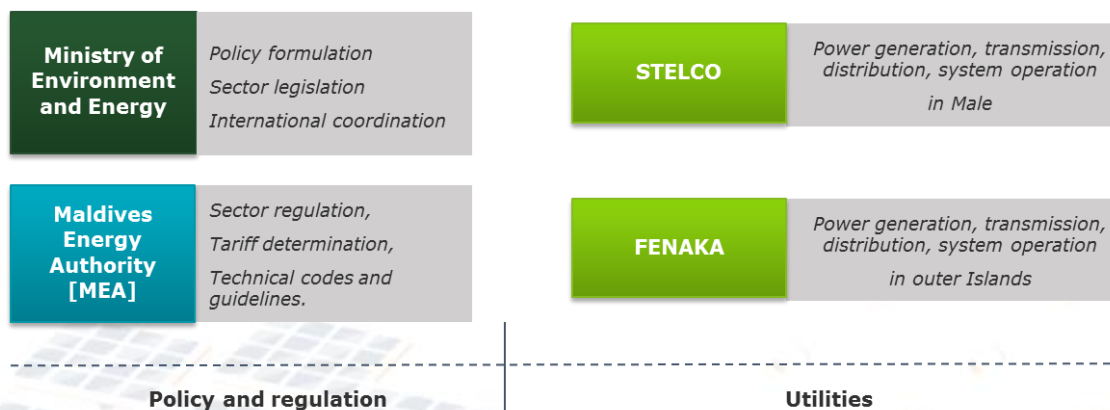 Ministry of
Environment
and Energy
Policy formulation
Sector legislation
International coordination
STELCO
Power generation, transmission,
distribution, system operation
in Male
Maldives
Energy
Authority
[MEA]
Sector regulation,
Tariff determination,
Technical codes and
guidelines.
FENAKA
Power generation, transmission,
distribution, system operation
in outer Islands
Policy and regulation
Utilities